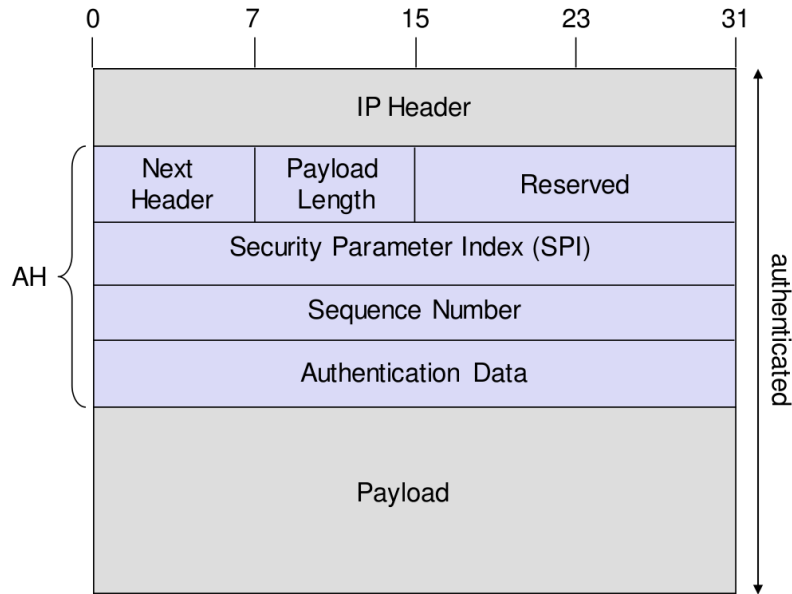 0 7 15 23 31
IP Header
Next
Header
Payload
Length
Reserved
Security Parameter Index (SPI)
AH
Sequence Number
Authentication Data
authenticated
Payload